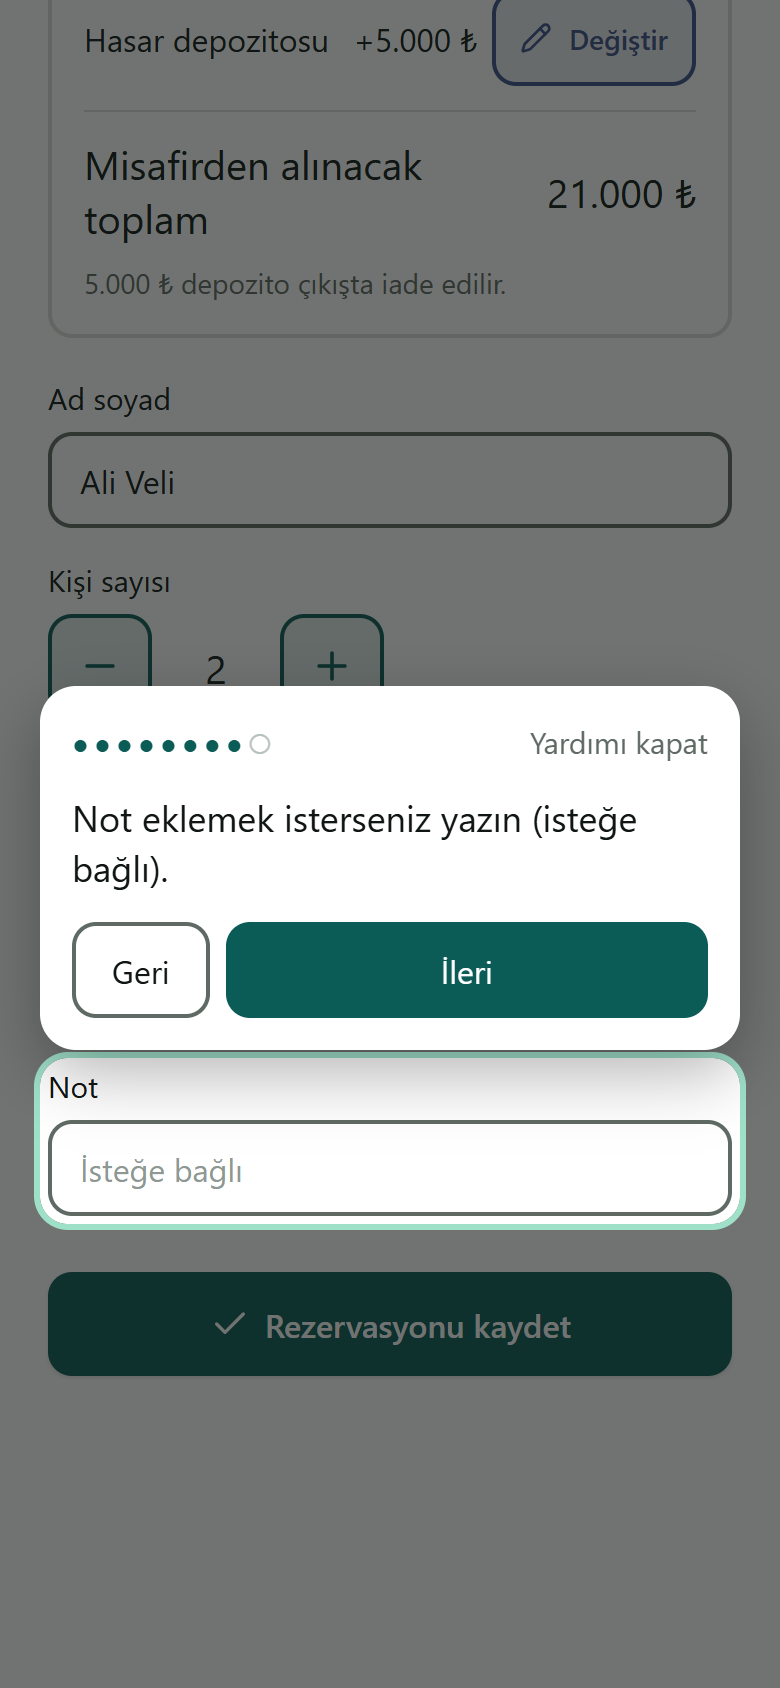 Hasar depozitosu +5.000 ₺ Değiştir
Misafirden alınacak
toplam
21.000 ₺
5.000 ₺ depozito çıkışta iade edilir.
Ad soyad
Ali Veli
Kişi sayısı
2
Yardımı kapat
Not eklemek isterseniz yazın (isteğe
bağlı).
Geri
İleri
Not
İsteğe bağlı
Rezervasyonu kaydet